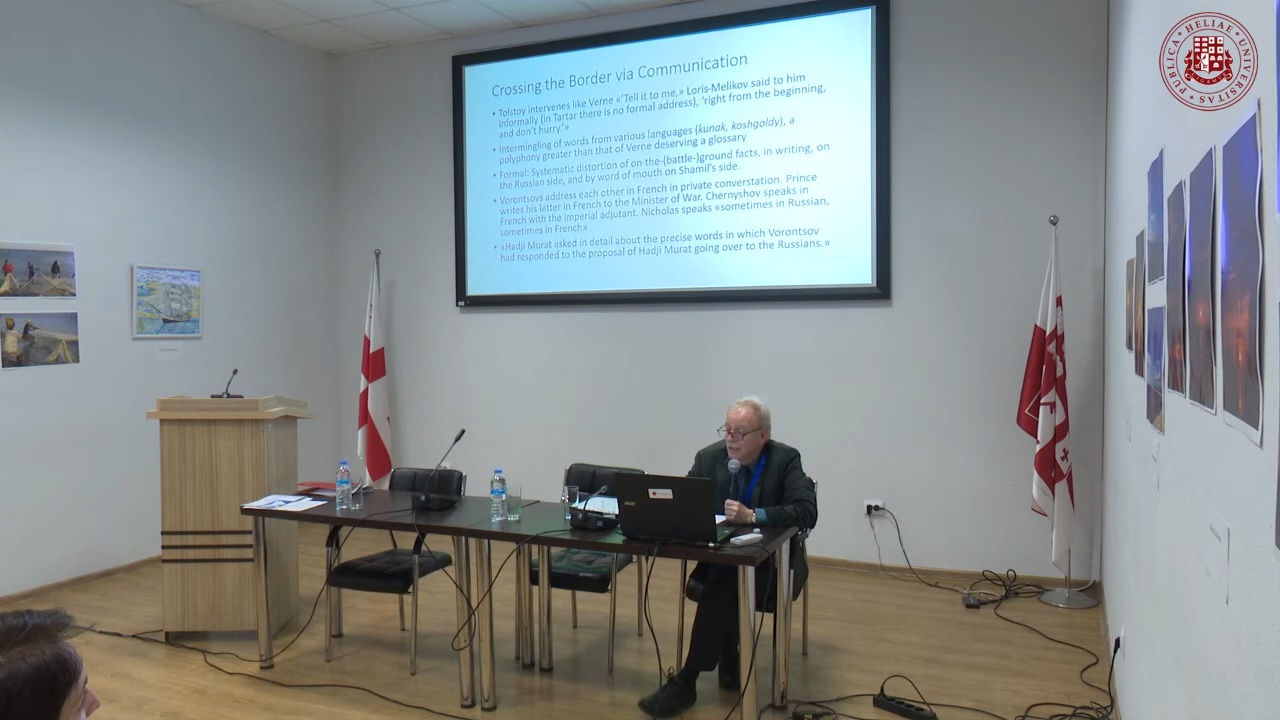 Crossing the Border via Communication
• Tolstoy intervenes like Verne «'Tell it to me,» Loris-Melikov said to him
informally (in Tartar there is no formal address), 'right from the beginning,
and don't hurry.'»
• Intermingling of words from various languages (kunak, koshgoldy), a
polyphony greater than that of Verne deserving a glossary
• Formal: Systematic distortion of on-the-(battle-)ground facts, in writing, on
the Russian side, and by word of mouth on Shamil's side.
• Vorontsovs address each other in French in private converstation. Prince
writes his letter in French to the Minister of War. Chernyshov speaks in
French with the imperial adjutant. Nicholas speaks «sometimes in Russian,
sometimes in French»
• «Hadji Murat asked in detail about the precise words in which Vorontsov
had responded to the proposal of Hadji Murat going over to the Russians.»
PUBLICA • HELIAE • UNIVERSITAS
acer